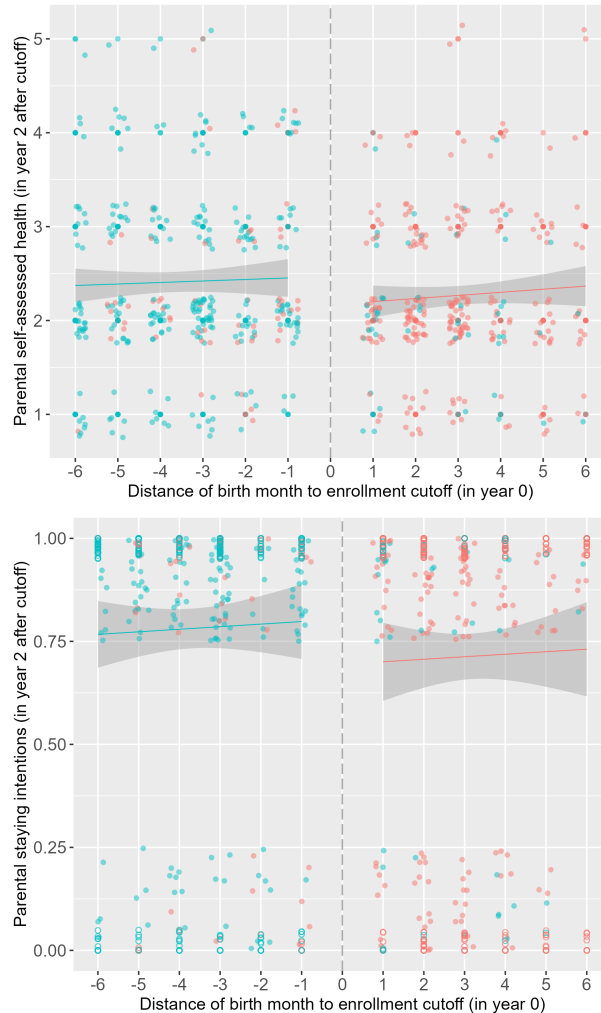 Parental self-assessed health (in year 2 after cutoff)
5
4
3
2
1
-6 -5 -4 -3 -2 -1 0 1 2 3 4 5 6
Distance of birth month to enrollment cutoff (in year 0)
Parental staying intentions (in year 2 after cutoff)
1.00
0.75
0.50
0.25
0.00
-6 -5 -4 -3 -2 -1 0 1 2 3 4 5 6
Distance of birth month to enrollment cutoff (in year 0)